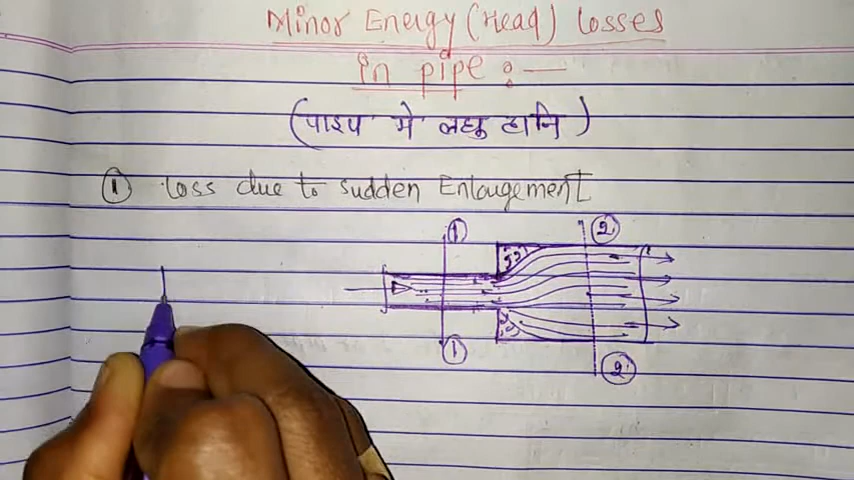 Minor Energy (Head) losses
in pipe :—
(पाइप में लघु हानि)
① Loss due to sudden Enlargement
① ②
① ②